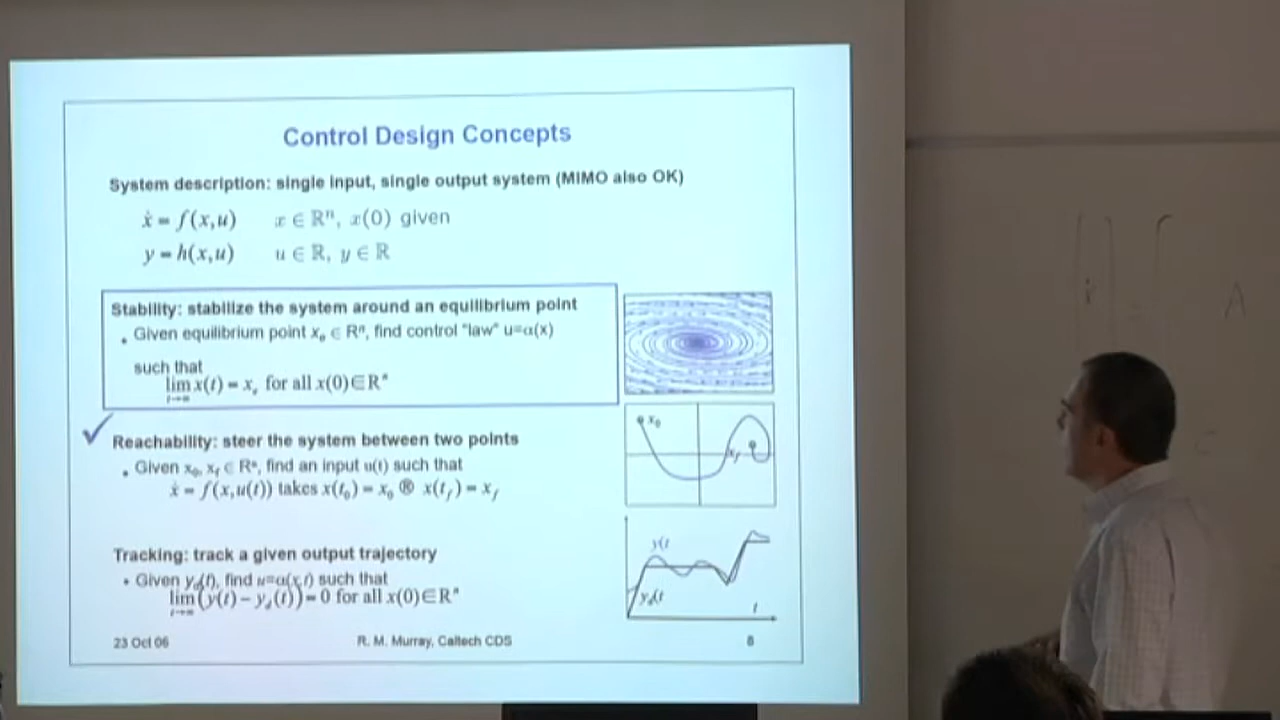 Control Design Concepts
System description: single input, single output system (MIMO also OK)
ẋ = f(x,u) x ∈ ℝⁿ, x(0) given
y = h(x,u) u ∈ ℝ, y ∈ ℝ
Stability: stabilize the system around an equilibrium point
• Given equilibrium point xₑ ∈ Rⁿ, find control "law" u=α(x)
such that
lim x(t) = xₑ for all x(0)∈Rⁿ
t→∞
x₀
x_f
✓
Reachability: steer the system between two points
• Given x₀, x_f ∈ Rⁿ, find an input u(t) such that
ẋ = f(x,u(t)) takes x(t₀) = x₀ ® x(t_f) = x_f
Tracking: track a given output trajectory
• Given y_d(t), find u=α(x,t) such that
lim (y(t) − y_d(t)) = 0 for all x(0)∈Rⁿ
t→∞
y(t
y_d(t
t
23 Oct 06 R. M. Murray, Caltech CDS 8
A